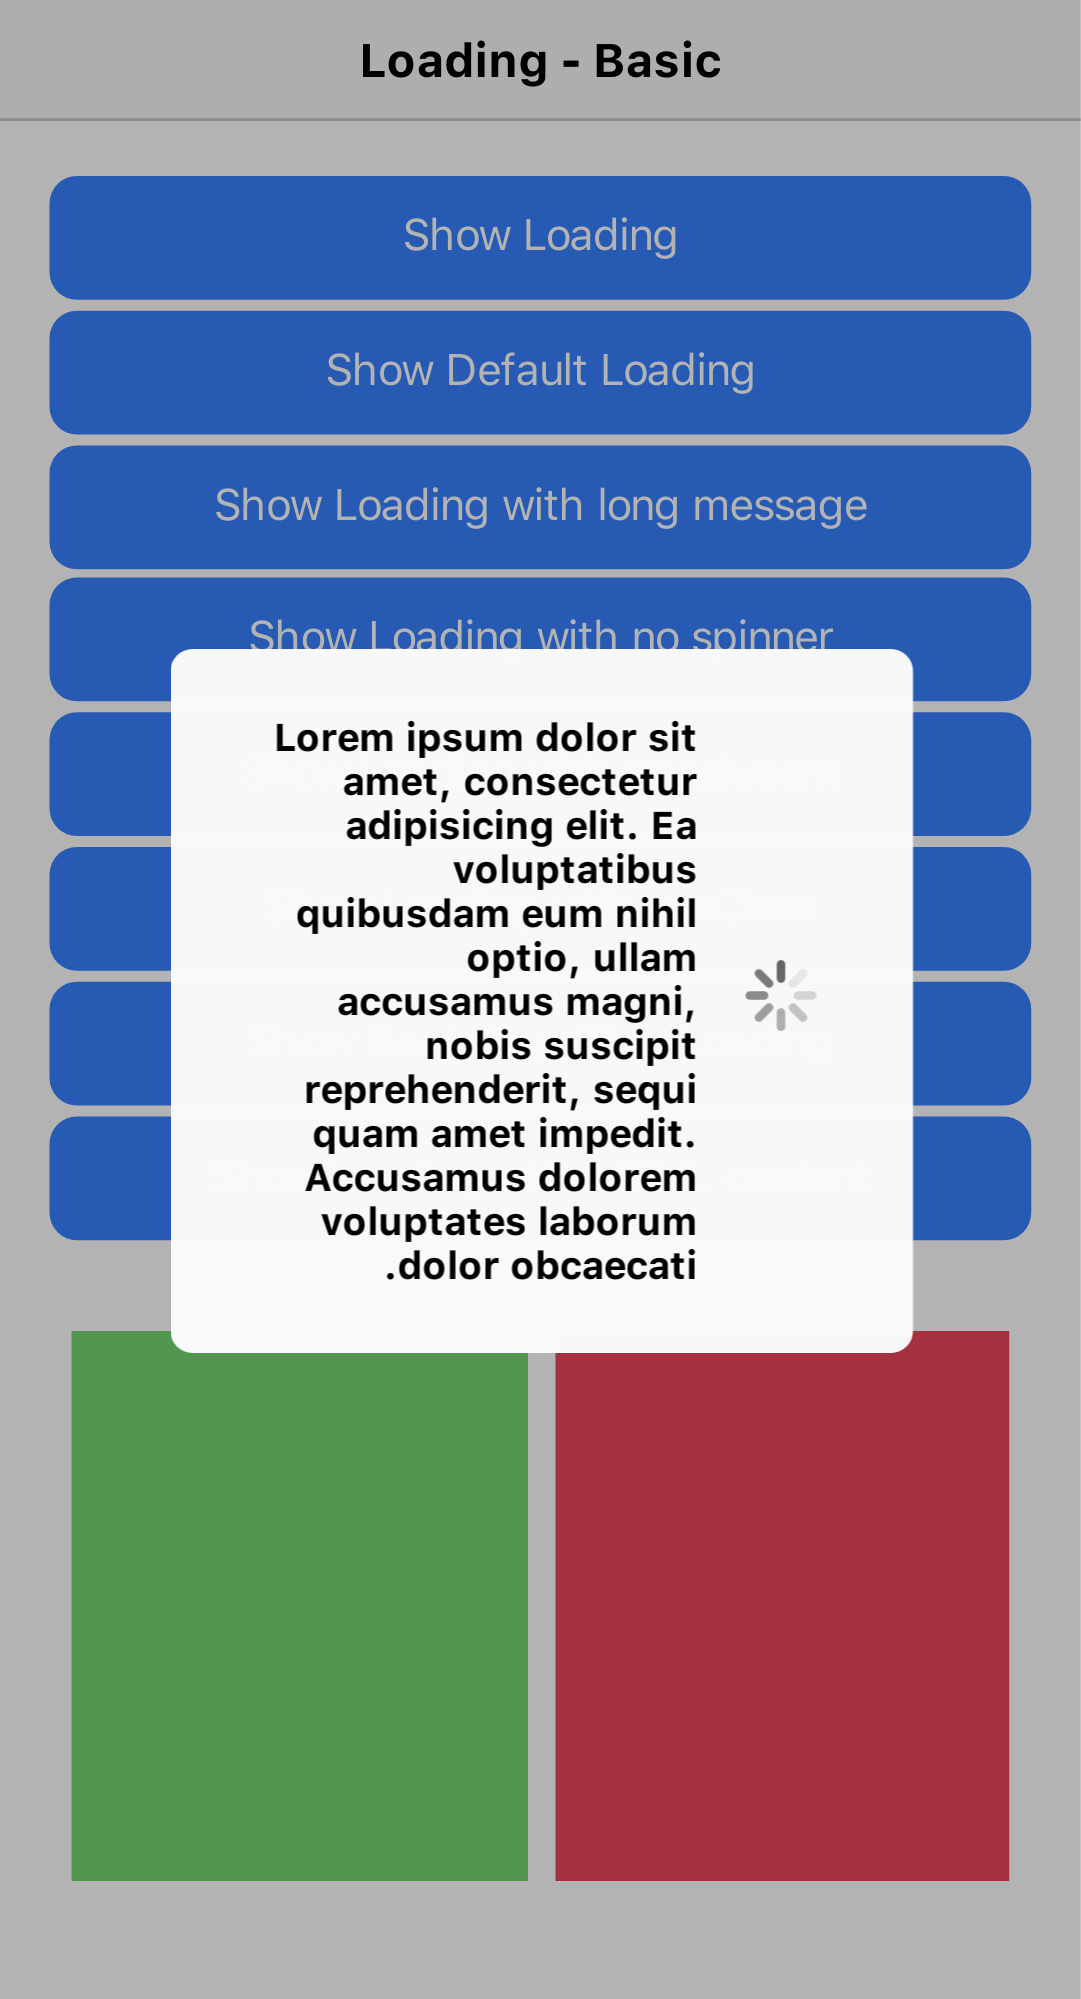 Loading - Basic
Show Loading
Show Default Loading
Show Loading with long message
Show Loading with no spinner
Lorem ipsum dolor sit
amet, consectetur
adipisicing elit. Ea
voluptatibus
quibusdam eum nihil
optio, ullam
accusamus magni,
nobis suscipit
reprehenderit, sequi
quam amet impedit.
Accusamus dolorem
voluptates laborum
.dolor obcaecati